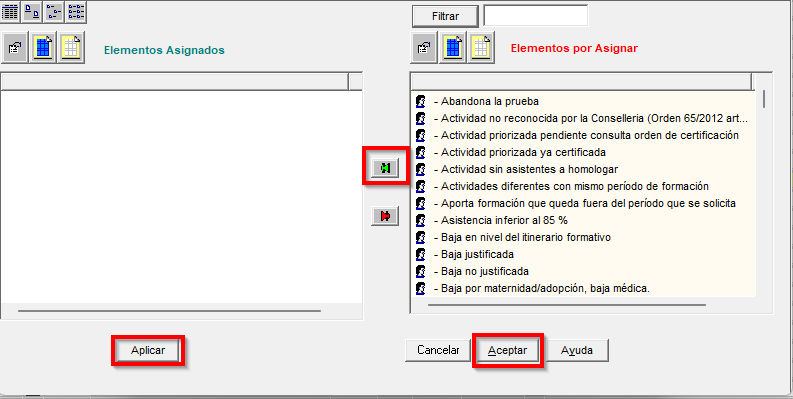 Filtrar
Elementos Asignados
Elementos por Asignar
- Abandona la prueba
- Actividad no reconocida por la Conselleria (Orden 65/2012 art...
- Actividad priorizada pendiente consulta orden de certificación
- Actividad priorizada ya certificada
- Actividad sin asistentes a homologar
- Actividades diferentes con mismo período de formación
- Aporta formación que queda fuera del período que se solicita
- Asistencia inferior al 85 %
- Baja en nivel del itinerario formativo
- Baja justificada
- Baja no justificada
- Baja por maternidad/adopción, baja médica.
Aplicar
Cancelar
Aceptar
Ayuda